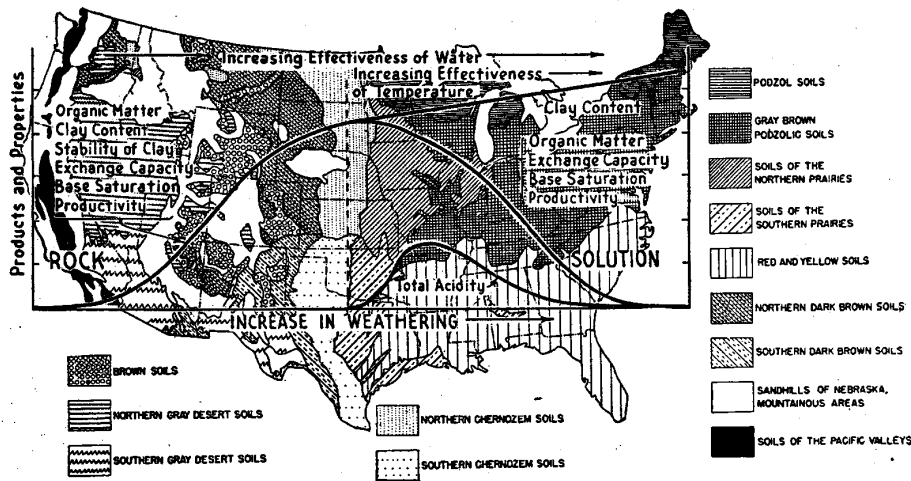 Increasing Effectiveness of Water
Increasing Effectiveness
of Temperature
Products and Properties
Organic Matter
Clay Content
Stability of Clay
Exchange Capacity
Base Saturation
Productivity
Clay Content
Organic Matter
Exchange Capacity
Base Saturation
Productivity
ROCK
SOLUTION
Total Acidity
INCREASE IN WEATHERING
BROWN SOILS
NORTHERN GRAY DESERT SOILS
SOUTHERN GRAY DESERT SOILS
NORTHERN CHERNOZEM SOILS
SOUTHERN CHERNOZEM SOILS
PODZOL SOILS
GRAY BROWN
PODZOLIC SOILS
SOILS OF THE
NORTHERN PRAIRIES
SOILS OF THE
SOUTHERN PRAIRIES
RED AND YELLOW SOILS
NORTHERN DARK BROWN SOILS
SOUTHERN DARK BROWN SOILS
SANDHILLS OF NEBRASKA,
MOUNTAINOUS AREAS
SOILS OF THE PACIFIC VALLEYS